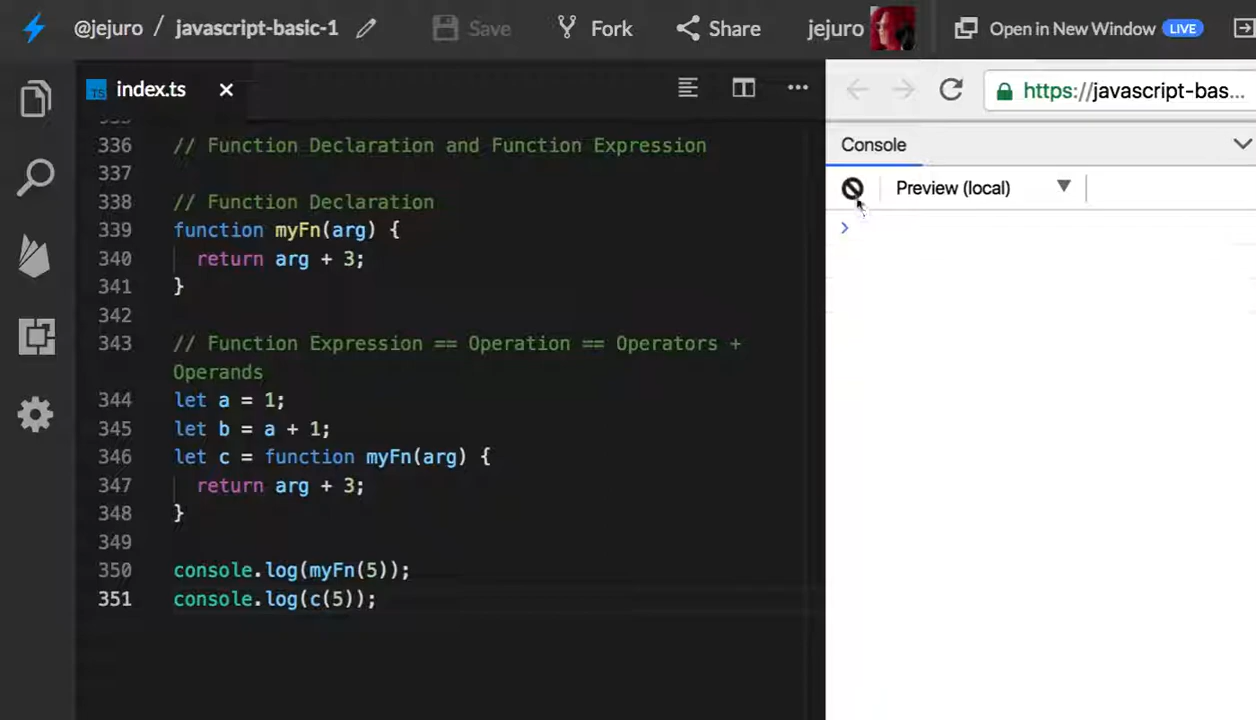 @jejuro / javascript-basic-1
Save
Fork
Share
jejuro
Open in New Window LIVE
TS index.ts
https://javascript-bas...
Console
Preview (local)
336 // Function Declaration and Function Expression
337
338 // Function Declaration
339 function myFn(arg) {
340 return arg + 3;
341 }
342
343 // Function Expression == Operation == Operators +
Operands
344 let a = 1;
345 let b = a + 1;
346 let c = function myFn(arg) {
347 return arg + 3;
348 }
349
350 console.log(myFn(5));
351 console.log(c(5));